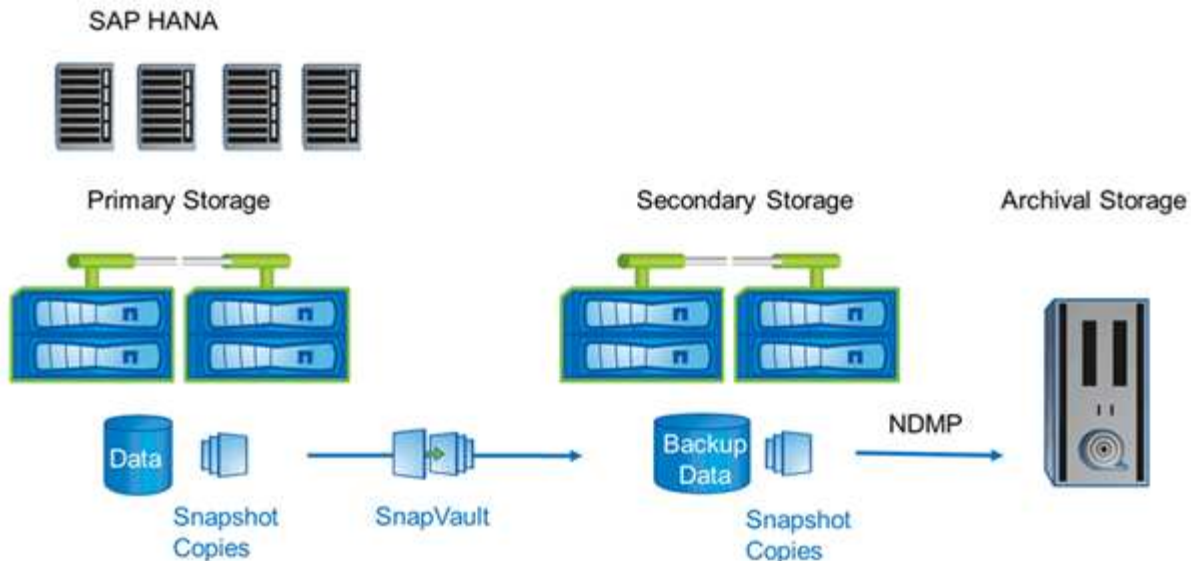 SAP HANA
Primary Storage
Secondary Storage
Archival Storage
Data
Snapshot
Copies
SnapVault
Backup
Data
Snapshot
Copies
NDMP